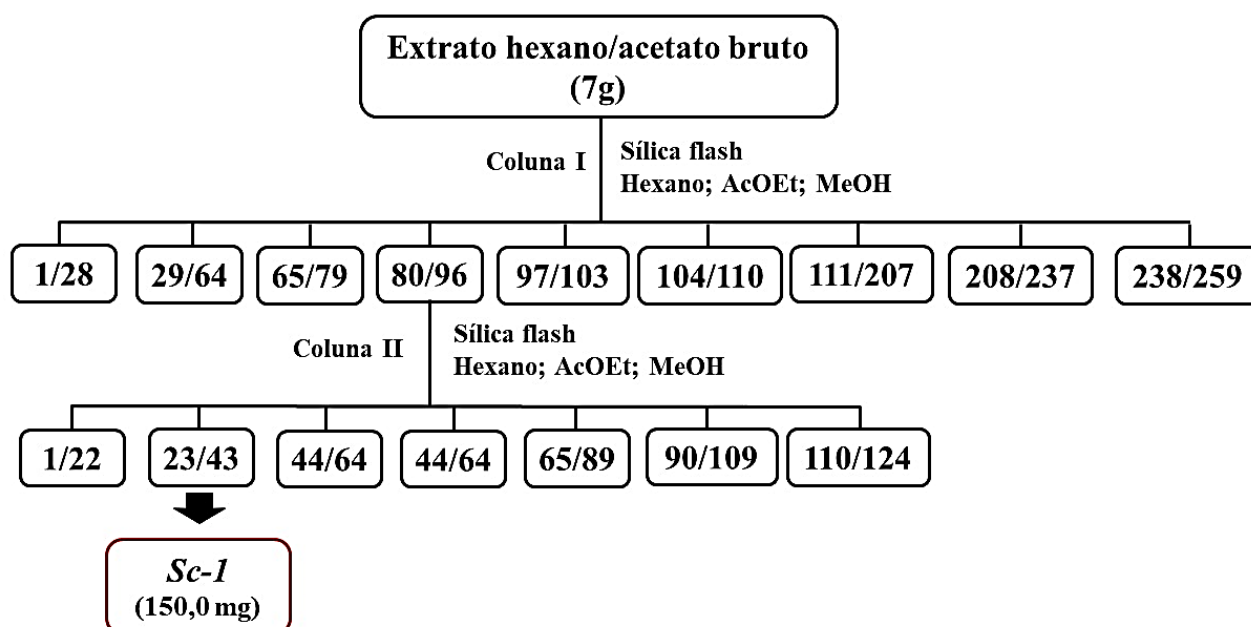 Extrato hexano/acetato bruto
(7g)
Coluna I
Sílica flash
Hexano; AcOEt; MeOH
1/28
29/64
65/79
80/96
97/103
104/110
111/207
208/237
238/259
Coluna II
Sílica flash
Hexano; AcOEt; MeOH
1/22
23/43
44/64
44/64
65/89
90/109
110/124
Sc-1
(150,0 mg)